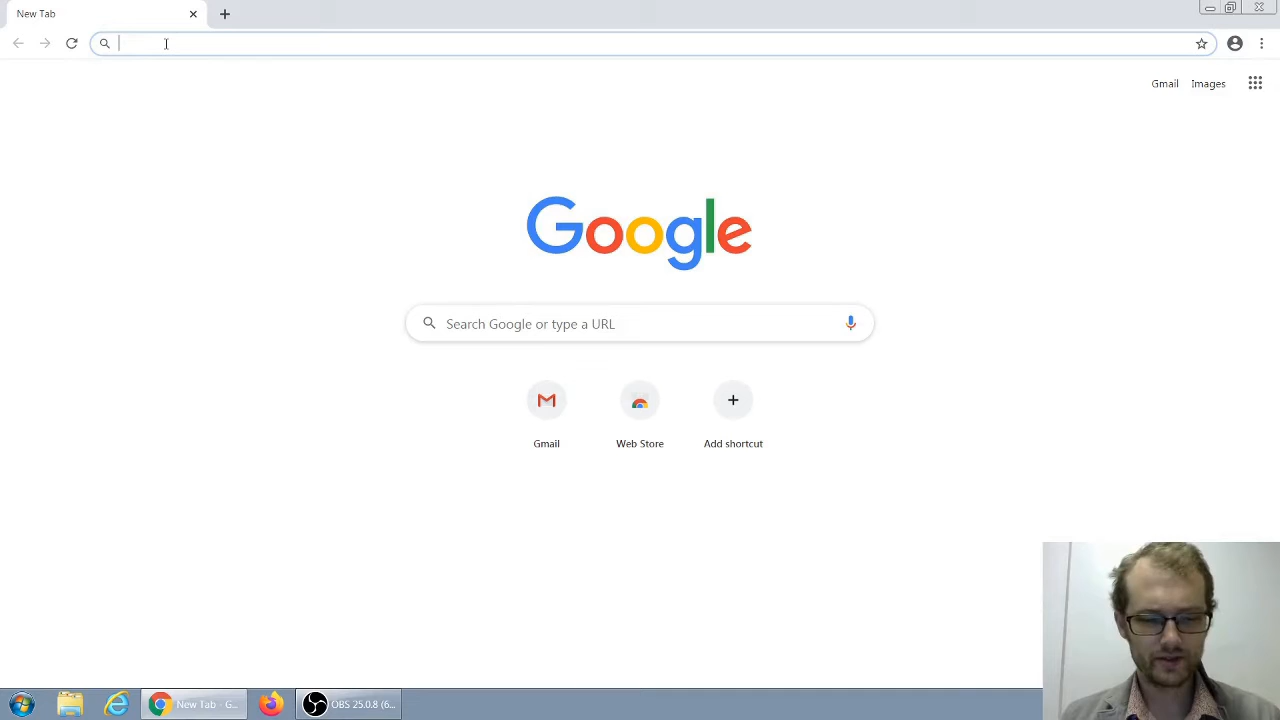 New Tab
Gmail
Images
Google
Search Google or type a URL
Gmail
Web Store
Add shortcut
New Tab - G...
OBS 25.0.8 (6...